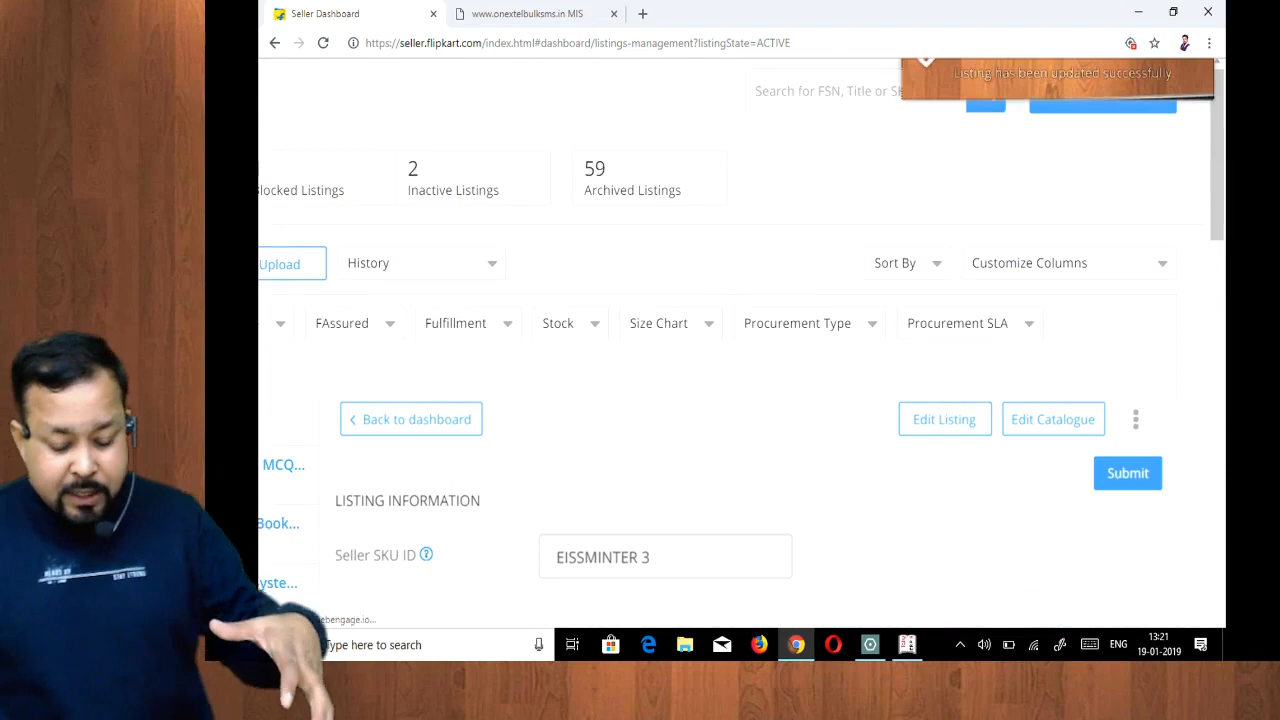 Seller Dashboard
www.onextelbulksms.in MIS
https://seller.flipkart.com/index.html#dashboard/listings-management?listingState=ACTIVE
Listing has been updated successfully.
Search for FSN, Title or SK
2
59
locked Listings
Inactive Listings
Archived Listings
Upload
History
Sort By
Customize Columns
FAssured
Fulfillment
Stock
Size Chart
Procurement Type
Procurement SLA
Back to dashboard
Edit Listing
Edit Catalogue
MCQ...
Submit
LISTING INFORMATION
Book...
Seller SKU ID
EISSMINTER 3
yste...
ebengage.io...
ype here to search
ENG
13:21
19-01-2019